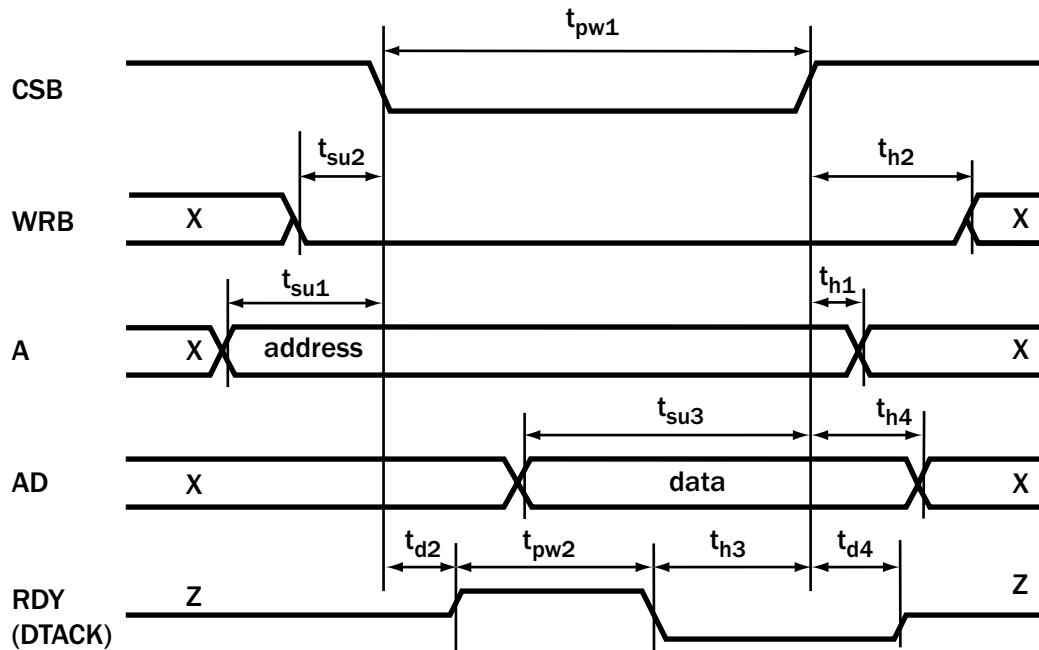 t_pw1
CSB
t_su2 t_h2
WRB X X
t_su1 t_h1
A X address X
t_su3 t_h4
AD X data X
t_d2 t_pw2 t_h3 t_d4
RDY Z Z
(DTACK)